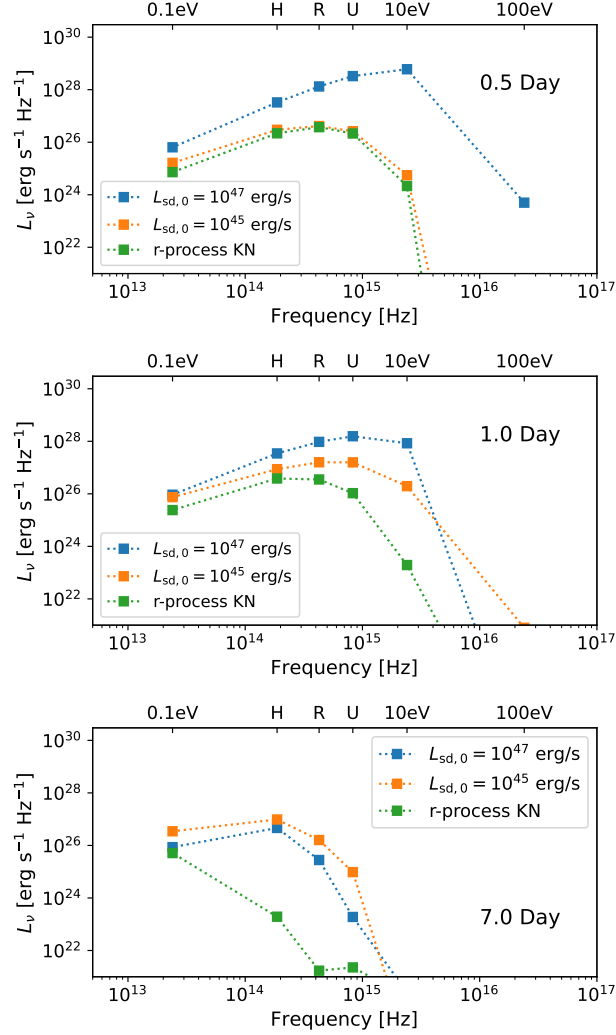 0.1eV H R U 10eV 100eV
10^30
10^28
10^26
10^24
10^22
L_ν [erg s^−1 Hz^−1]
0.5 Day
L_sd,0 = 10^47 erg/s
L_sd,0 = 10^45 erg/s
r-process KN
10^13 10^14 10^15 10^16 10^17
Frequency [Hz]
0.1eV H R U 10eV 100eV
10^30
10^28
10^26
10^24
10^22
L_ν [erg s^−1 Hz^−1]
1.0 Day
L_sd,0 = 10^47 erg/s
L_sd,0 = 10^45 erg/s
r-process KN
10^13 10^14 10^15 10^16 10^17
Frequency [Hz]
0.1eV H R U 10eV 100eV
10^30
10^28
10^26
10^24
10^22
L_ν [erg s^−1 Hz^−1]
L_sd,0 = 10^47 erg/s
L_sd,0 = 10^45 erg/s
r-process KN
7.0 Day
10^13 10^14 10^15 10^16 10^17
Frequency [Hz]